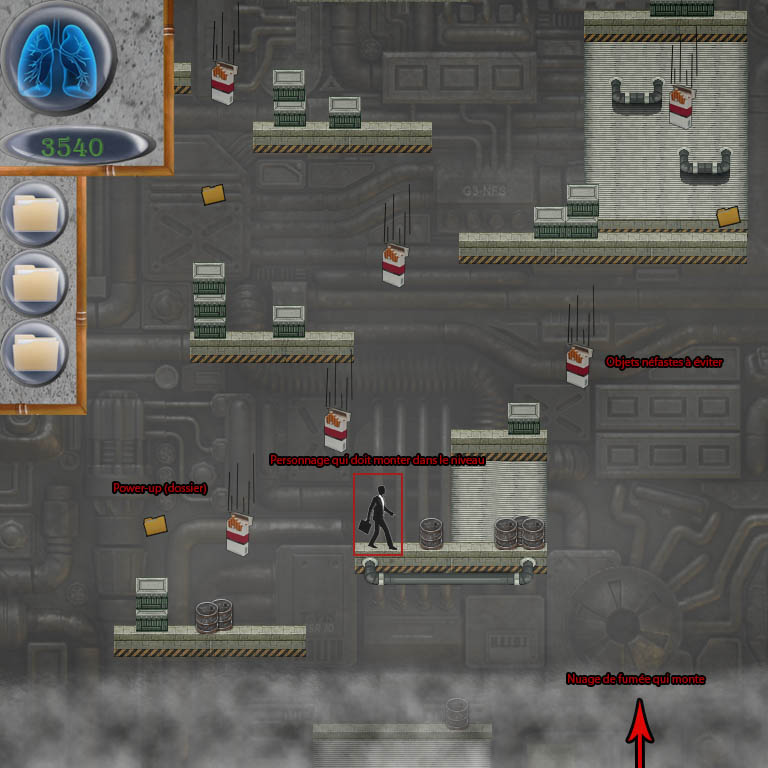 3540
G3-NFS
Objets néfastes à éviter
Personnage qui doit monter dans le niveau
Power-up (dossier)
Nuage de fumée qui monte